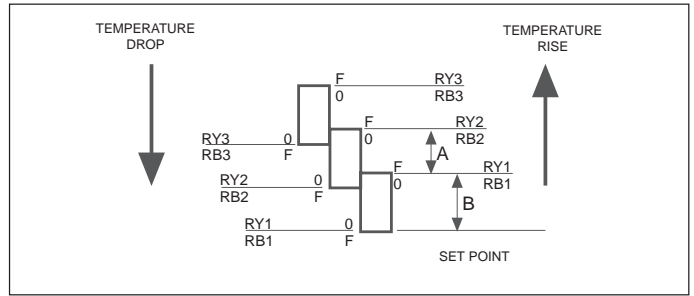 TEMPERATURE
DROP
TEMPERATURE
RISE
F RY3
0 RB3
F RY2
0 RB2
RY3 0
RB3 F
A
F RY1
0 RB1
RY2 0
RB2 F
B
RY1 0
RB1 F
SET POINT